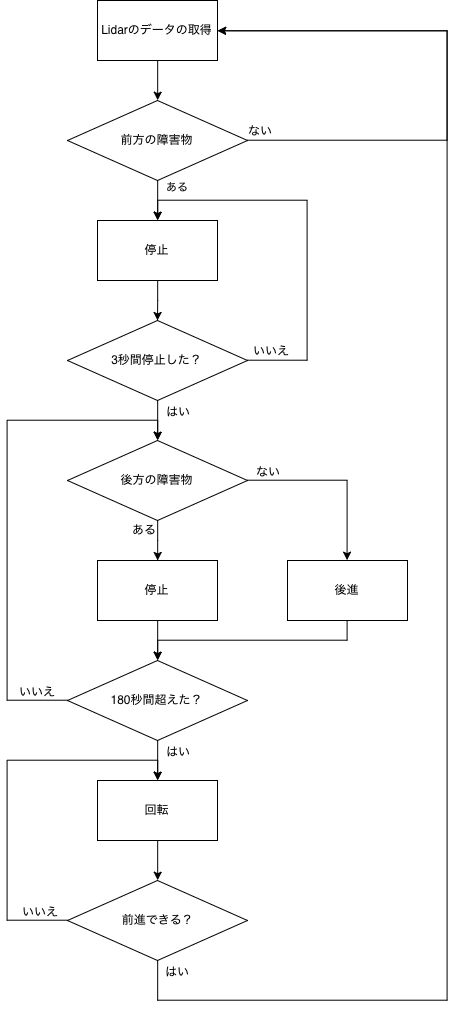 Lidarのデータの取得
前方の障害物
ない
ある
停止
3秒間停止した？
いいえ
はい
後方の障害物
ない
ある
停止
後進
180秒間超えた？
いいえ
はい
回転
前進できる？
いいえ
はい